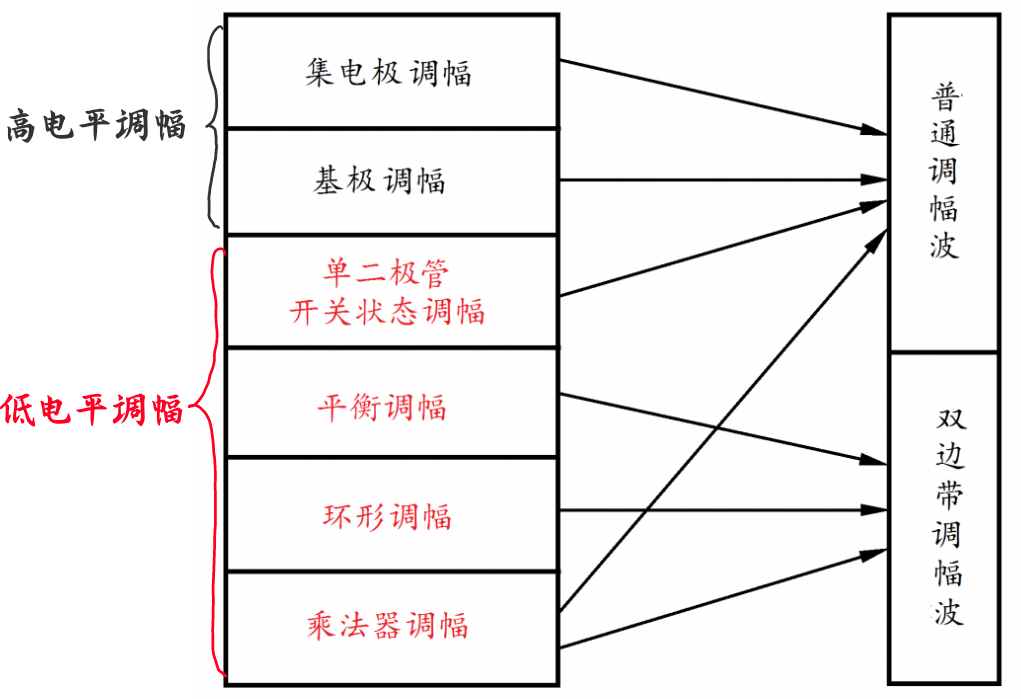 高电平调幅
集电极调幅
基极调幅
低电平调幅
单二极管
开关状态调幅
平衡调幅
环形调幅
乘法器调幅
普通调幅波
双边带调幅波